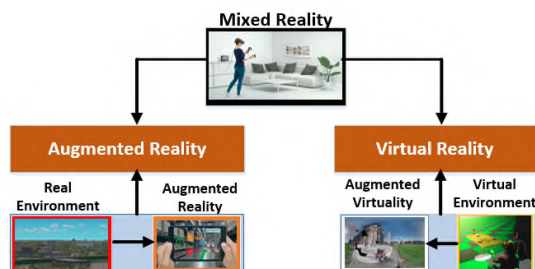 Mixed Reality
Augmented Reality
Virtual Reality
Real
Environment
Augmented
Reality
Augmented
Virtuality
Virtual
Environment